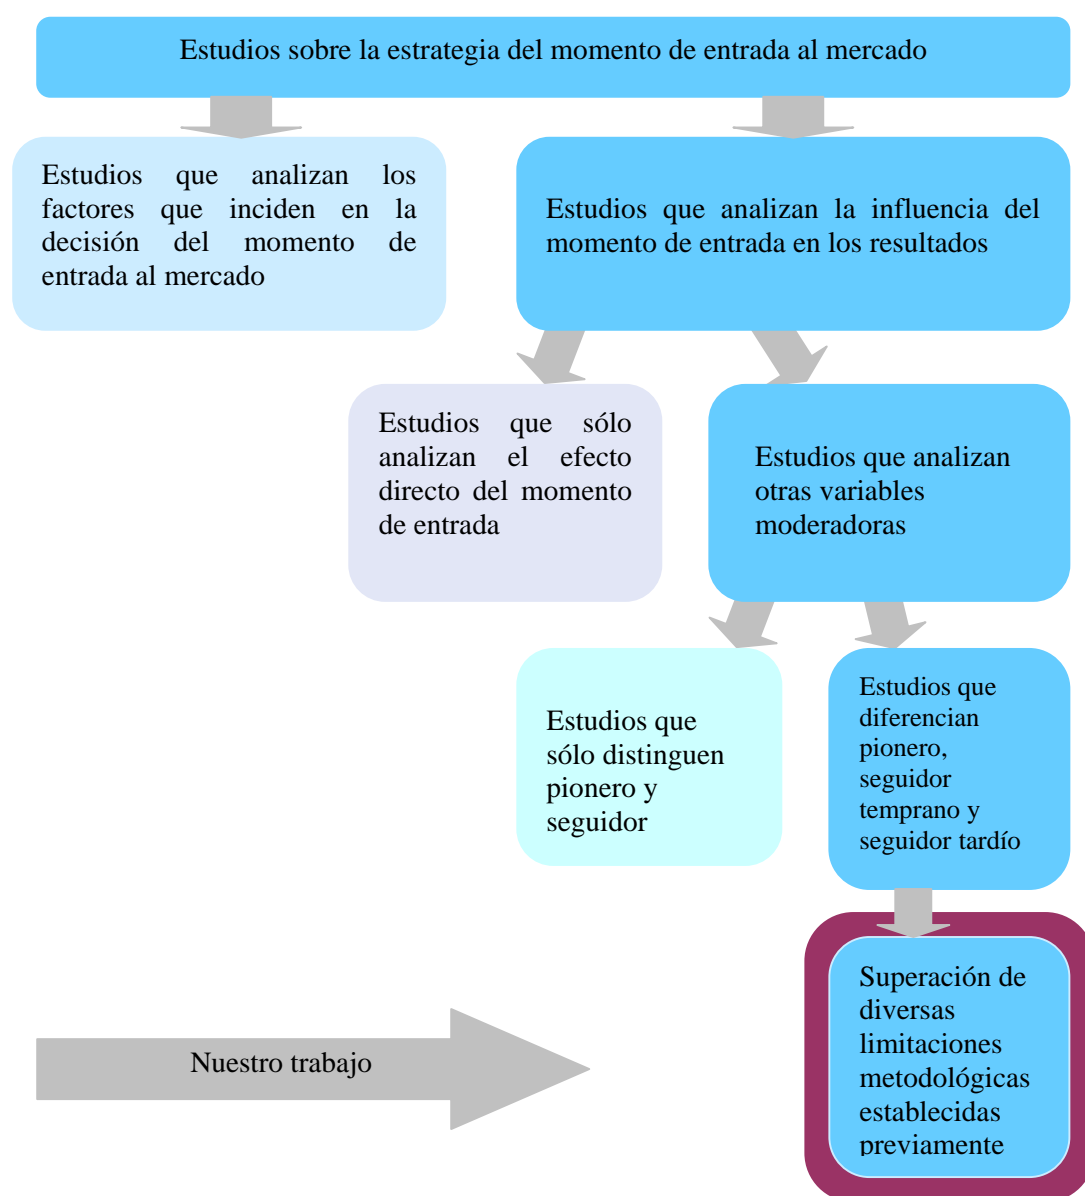 Estudios sobre la estrategia del momento de entrada al mercado
Estudios que analizan los
factores que inciden en la
decisión del momento de
entrada al mercado
Estudios que analizan la influencia del
momento de entrada en los resultados
Estudios que sólo
analizan el efecto
directo del momento
de entrada
Estudios que analizan
otras variables
moderadoras
Estudios que
sólo distinguen
pionero y
seguidor
Estudios que
diferencian
pionero,
seguidor
temprano y
seguidor tardío
Superación de
diversas
limitaciones
metodológicas
establecidas
previamente
Nuestro trabajo